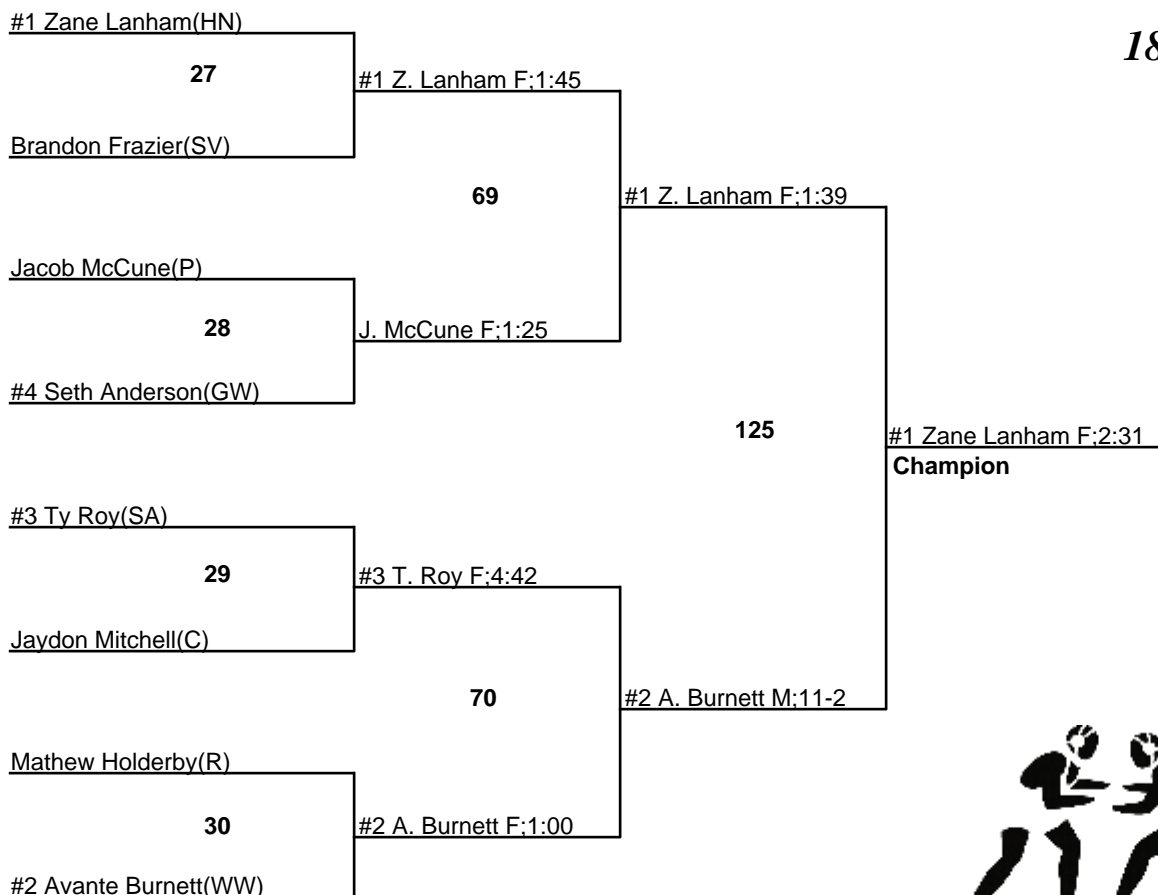 #1 Zane Lanham(HN)
18
27
#1 Z. Lanham F;1:45
Brandon Frazier(SV)
69
#1 Z. Lanham F;1:39
Jacob McCune(P)
28
J. McCune F;1:25
#4 Seth Anderson(GW)
125
#1 Zane Lanham F;2:31
Champion
#3 Ty Roy(SA)
29
#3 T. Roy F;4:42
Jaydon Mitchell(C)
70
#2 A. Burnett M;11-2
Mathew Holderby(R)
30
#2 A. Burnett F;1:00
#2 Avante Burnett(WW)